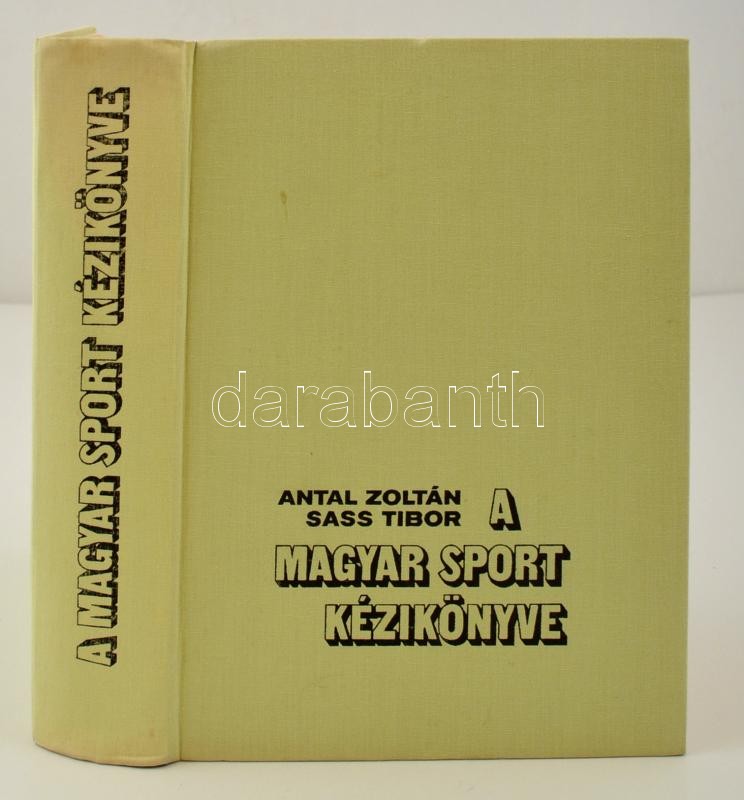 A MAGYAR SPORT KÉZIKÖNYVE
darabanth
ANTAL ZOLTÁN
SASS TIBOR
A
MAGYAR SPORT
KÉZIKÖNYVE